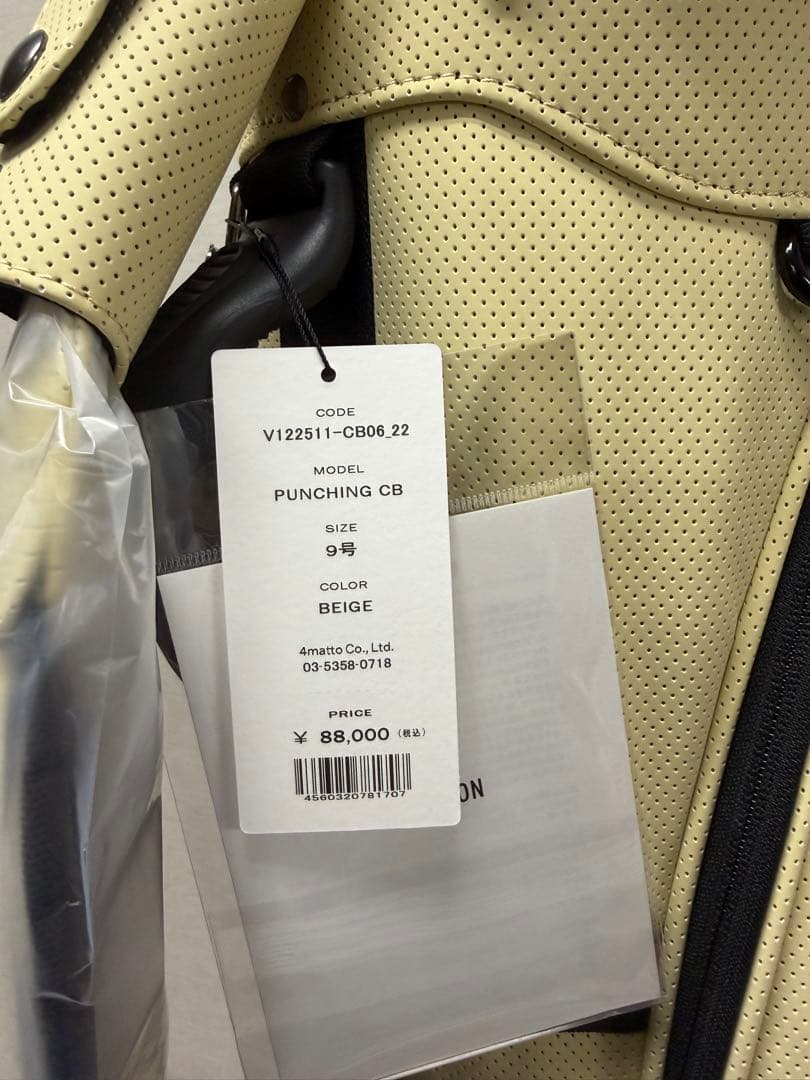 CODE
V122511-CB06_22
MODEL
PUNCHING CB
SIZE
9号
COLOR
BEIGE
4matto Co., Ltd.
03-5358-0718
PRICE
¥ 88,000 (税込)
4560320781707
ON